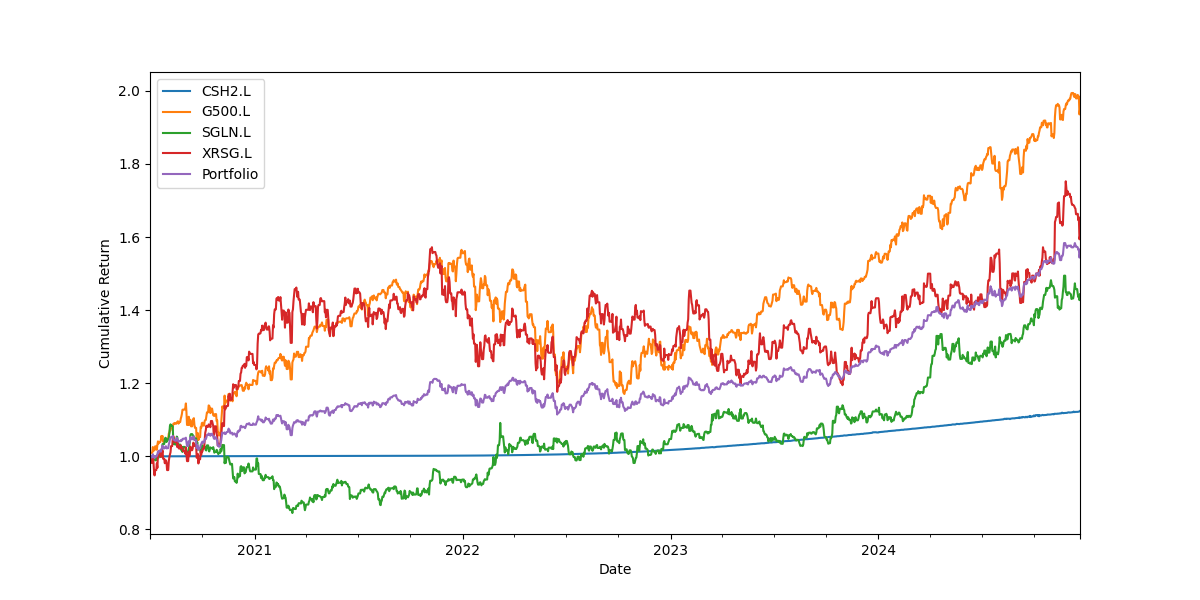 2.0
1.8
1.6
1.4
1.2
1.0
0.8
Cumulative Return
CSH2.L
G500.L
SGLN.L
XRSG.L
Portfolio
2021 2022 2023 2024
Date